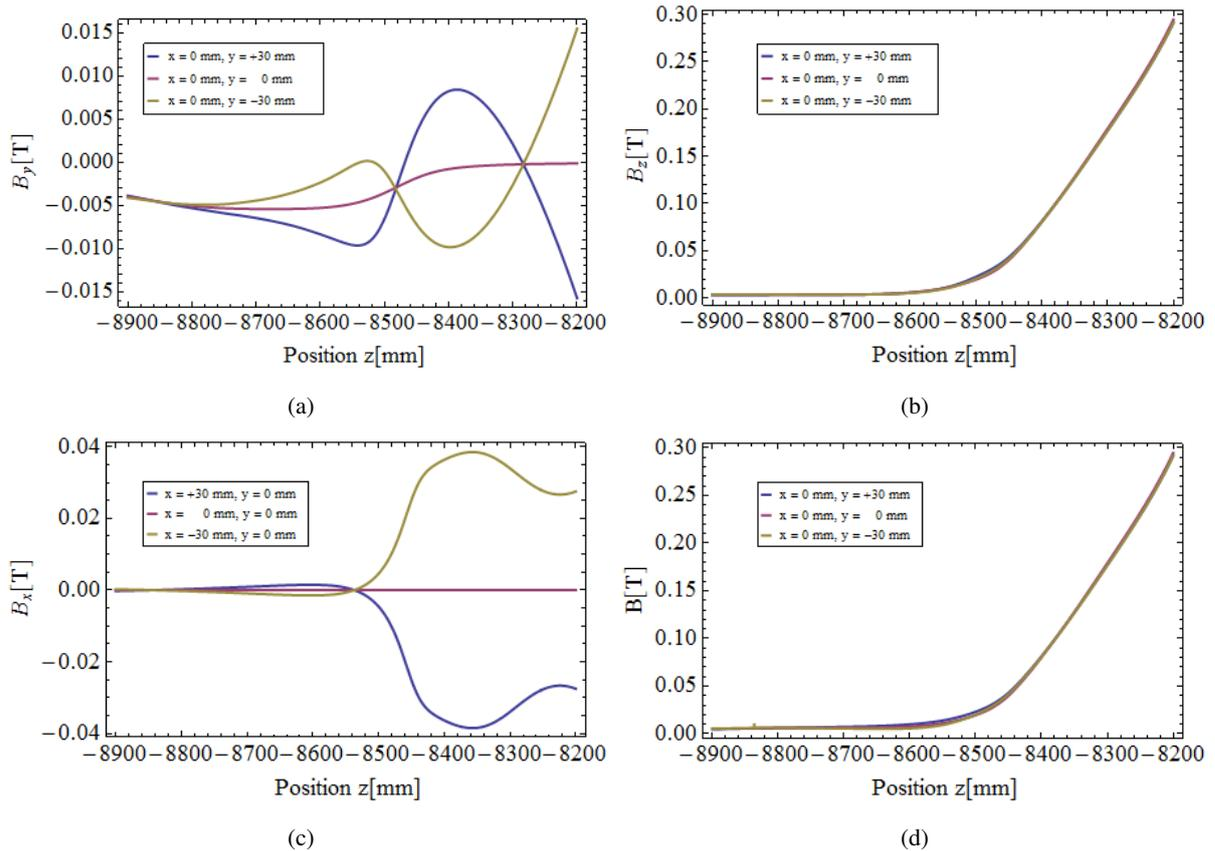 0.015
0.010
0.005
0.000
−0.005
−0.010
−0.015
B_y[T]
x = 0 mm, y = +30 mm
x = 0 mm, y = 0 mm
x = 0 mm, y = −30 mm
−8900 −8800 −8700 −8600 −8500 −8400 −8300 −8200
Position z[mm]
(a)
0.30
0.25
0.20
0.15
0.10
0.05
0.00
B_z[T]
x = 0 mm, y = +30 mm
x = 0 mm, y = 0 mm
x = 0 mm, y = −30 mm
−8900 −8800 −8700 −8600 −8500 −8400 −8300 −8200
Position z[mm]
(b)
0.04
0.02
0.00
−0.02
−0.04
B_x[T]
x = +30 mm, y = 0 mm
x = 0 mm, y = 0 mm
x = −30 mm, y = 0 mm
−8900 −8800 −8700 −8600 −8500 −8400 −8300 −8200
Position z[mm]
(c)
0.30
0.25
0.20
0.15
0.10
0.05
0.00
B[T]
x = 0 mm, y = +30 mm
x = 0 mm, y = 0 mm
x = 0 mm, y = −30 mm
−8900 −8800 −8700 −8600 −8500 −8400 −8300 −8200
Position z[mm]
(d)